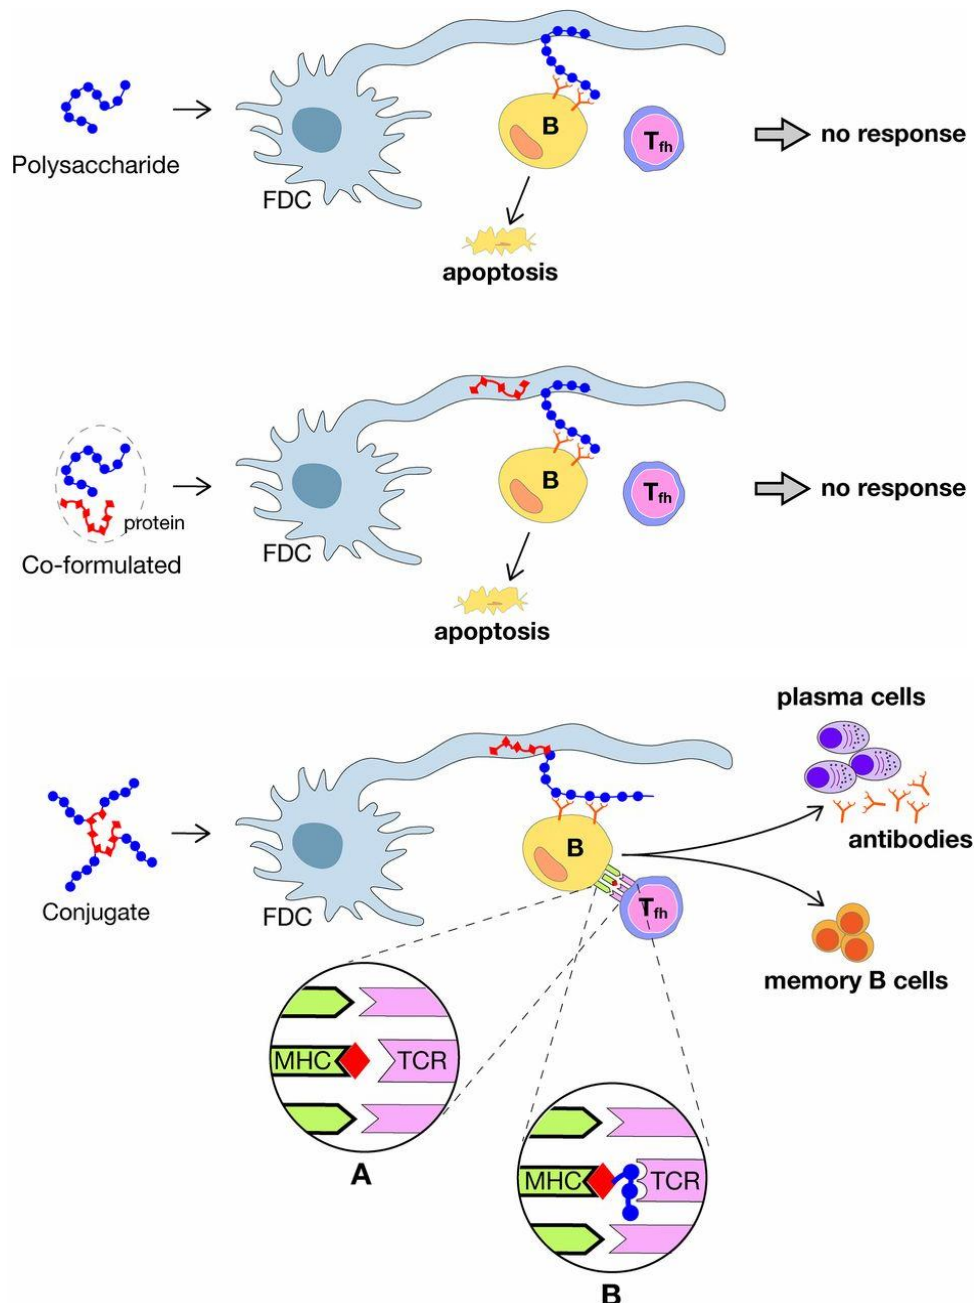 Polysaccharide
FDC
B
Tfh
no response
apoptosis
protein
Co-formulated
FDC
B
Tfh
no response
apoptosis
plasma cells
antibodies
Conjugate
FDC
B
Tfh
memory B cells
MHC
TCR
A
MHC
TCR
B